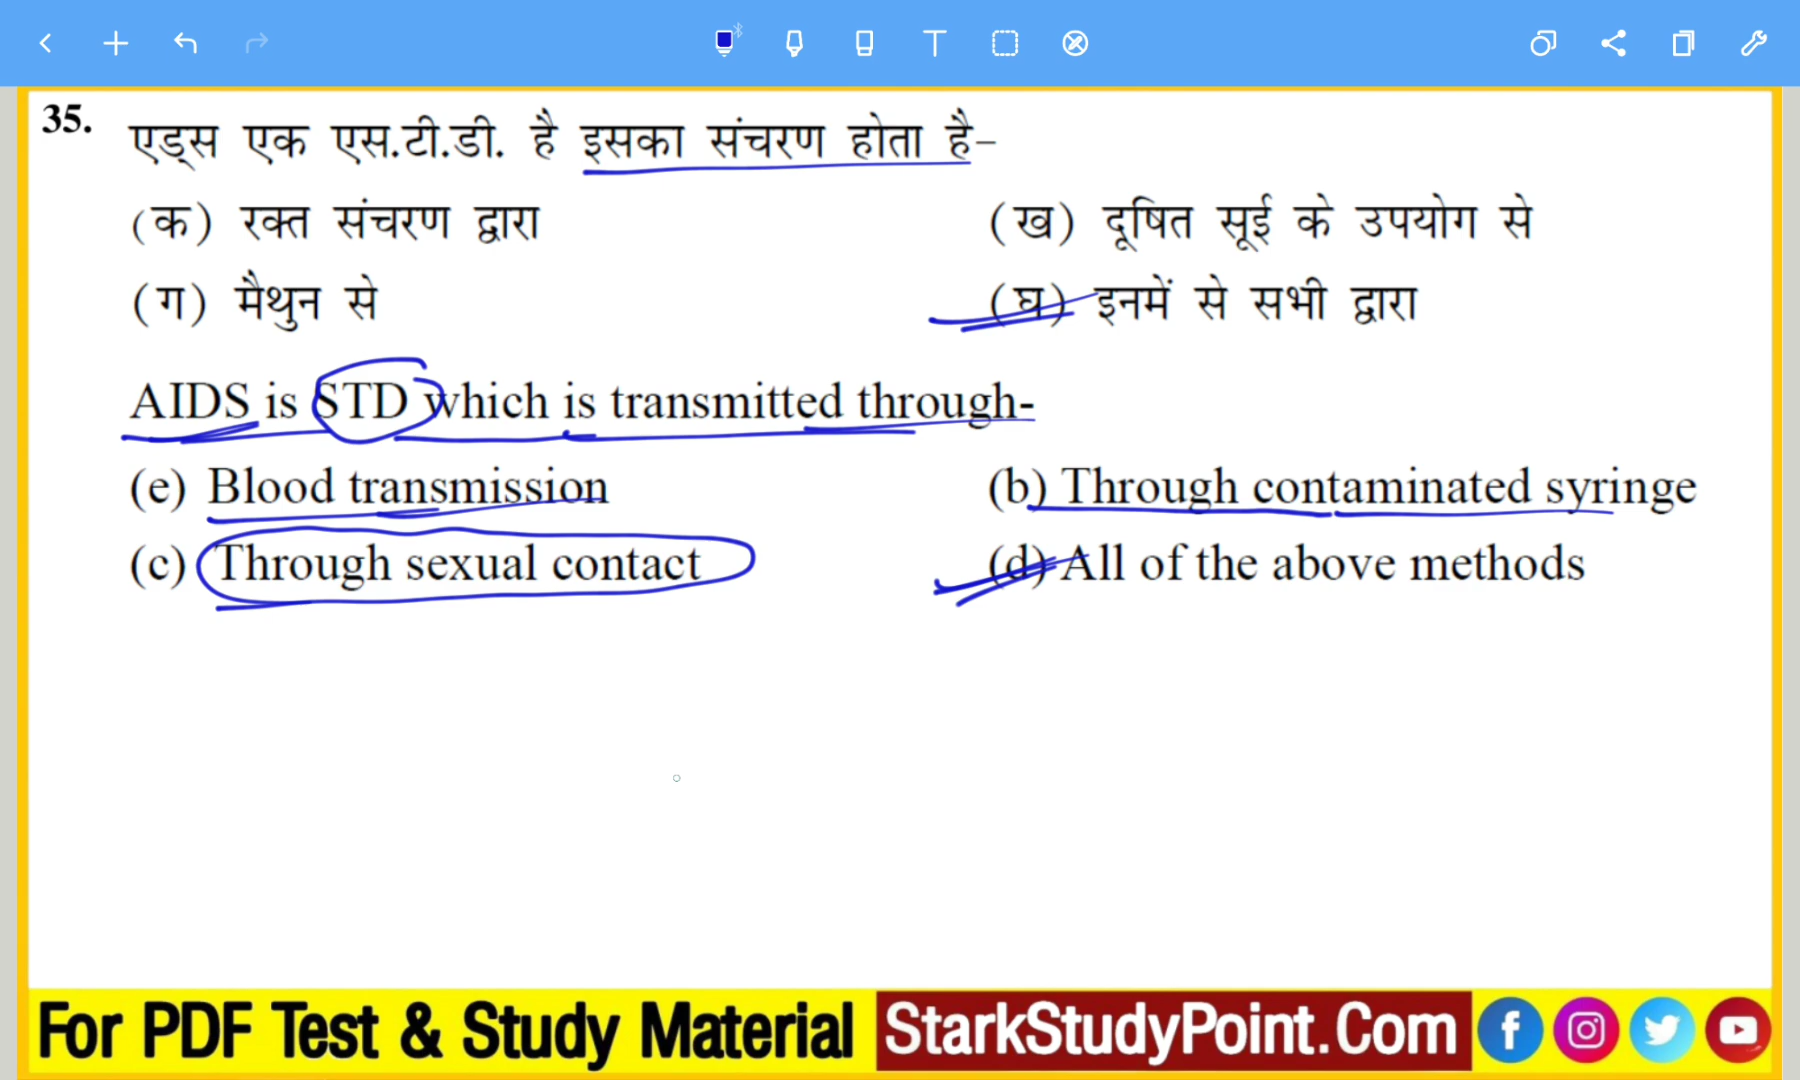 35. एड्स एक एस.टी.डी. है इसका संचरण होता है–
(क) रक्त संचरण द्वारा (ख) दूषित सूई के उपयोग से
(ग) मैथुन से (घ) इनमें से सभी द्वारा
AIDS is STD which is transmitted through-
(e) Blood transmission (b) Through contaminated syringe
(c) Through sexual contact (d) All of the above methods
For PDF Test & Study Material StarkStudyPoint.Com